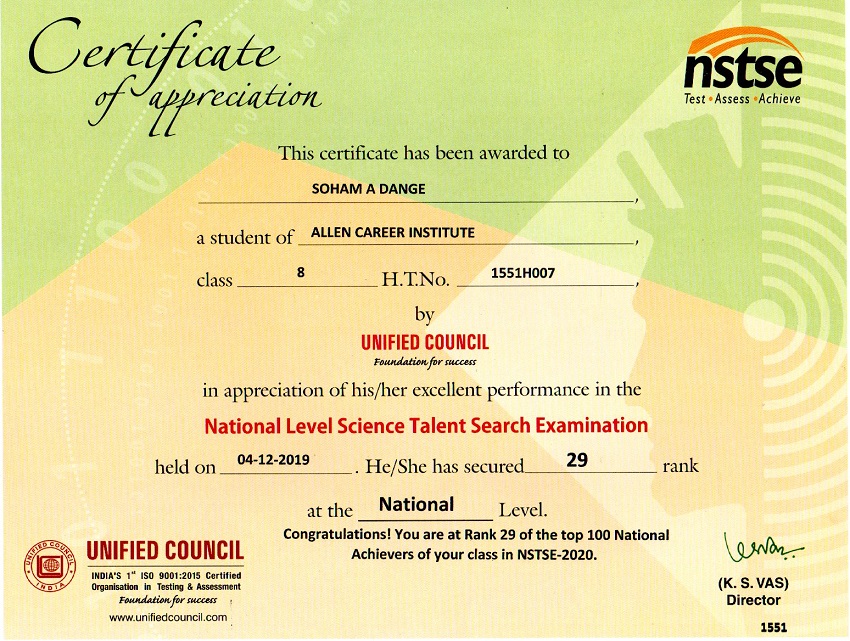 Certificate
of appreciation
nstse
Test • Assess • Achieve
This certificate has been awarded to
SOHAM A DANGE,
a student of ALLEN CAREER INSTITUTE,
class 8 H.T.No. 1551H007,
by
UNIFIED COUNCIL
Foundation for success
in appreciation of his/her excellent performance in the
National Level Science Talent Search Examination
held on 04-12-2019. He/She has secured 29 rank
at the National Level.
Congratulations! You are at Rank 29 of the top 100 National
Achievers of your class in NSTSE-2020.
UNIFIED COUNCIL
INDIA
UNIFIED COUNCIL
INDIA'S 1st ISO 9001:2015 Certified
Organisation in Testing & Assessment
Foundation for success
www.unifiedcouncil.com
(K. S. VAS)
Director
1551